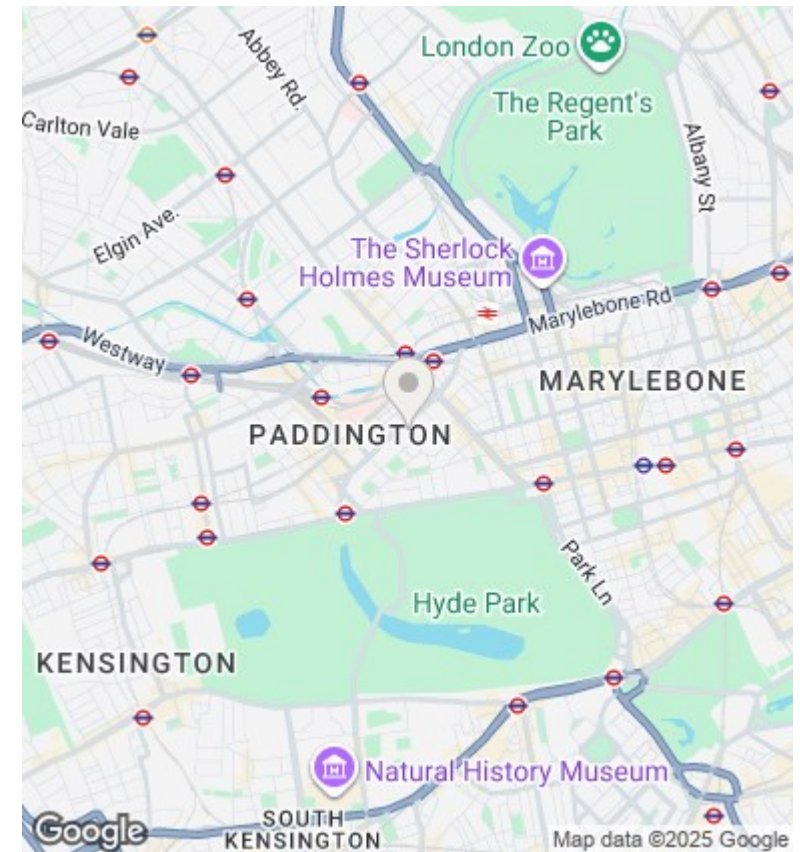 London Zoo
The Regent's
Park
Abbey Rd.
Carlton Vale
Albany St
Elgin Ave.
The Sherlock
Holmes Museum
Marylebone Rd
Westway
MARYLEBONE
PADDINGTON
Park Ln
Hyde Park
KENSINGTON
Natural History Museum
SOUTH
KENSINGTON
Google
Map data ©2025 Google